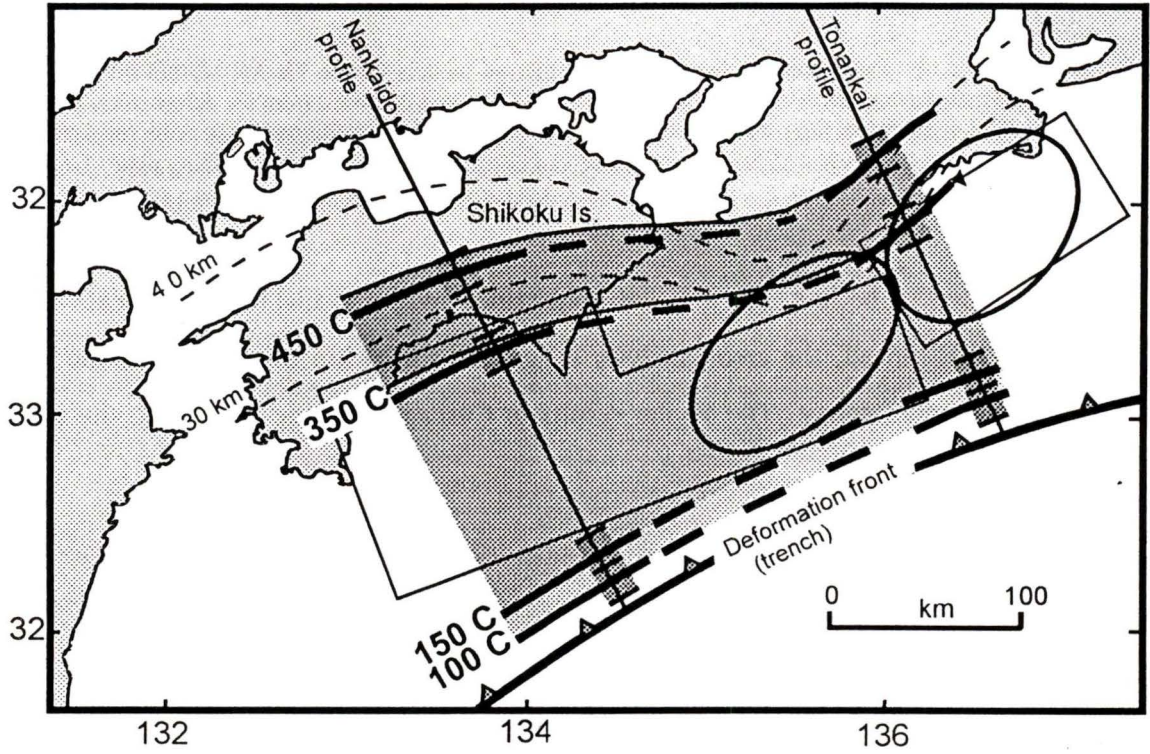 Nankaido
profile
Tonankai
profile
32
Shikoku Is.
4 0 km
450 C
30 km
350 C
33
Deformation front
(trench)
0 100
km
150 C
100 C
32
132 134 136